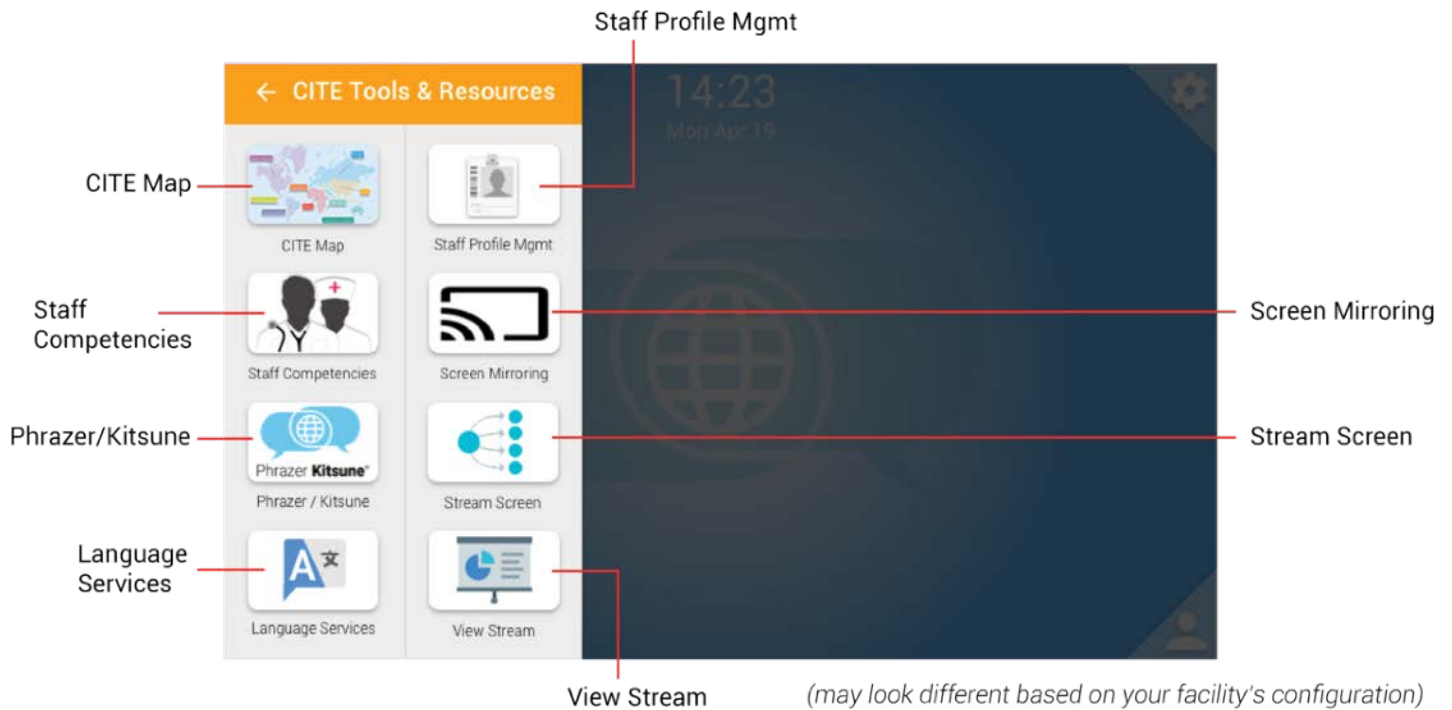 Staff Profile Mgmt
← CITE Tools & Resources
14:23
Mon Apr 19
CITE Map
CITE Map
Staff Profile Mgmt
Staff
Competencies
Staff Competencies
Screen Mirroring
Screen Mirroring
Phrazer/Kitsune
Phrazer Kitsune®
Phrazer / Kitsune
Stream Screen
Stream Screen
Language
Services
A 文
Language Services
View Stream
View Stream
(may look different based on your facility's configuration)